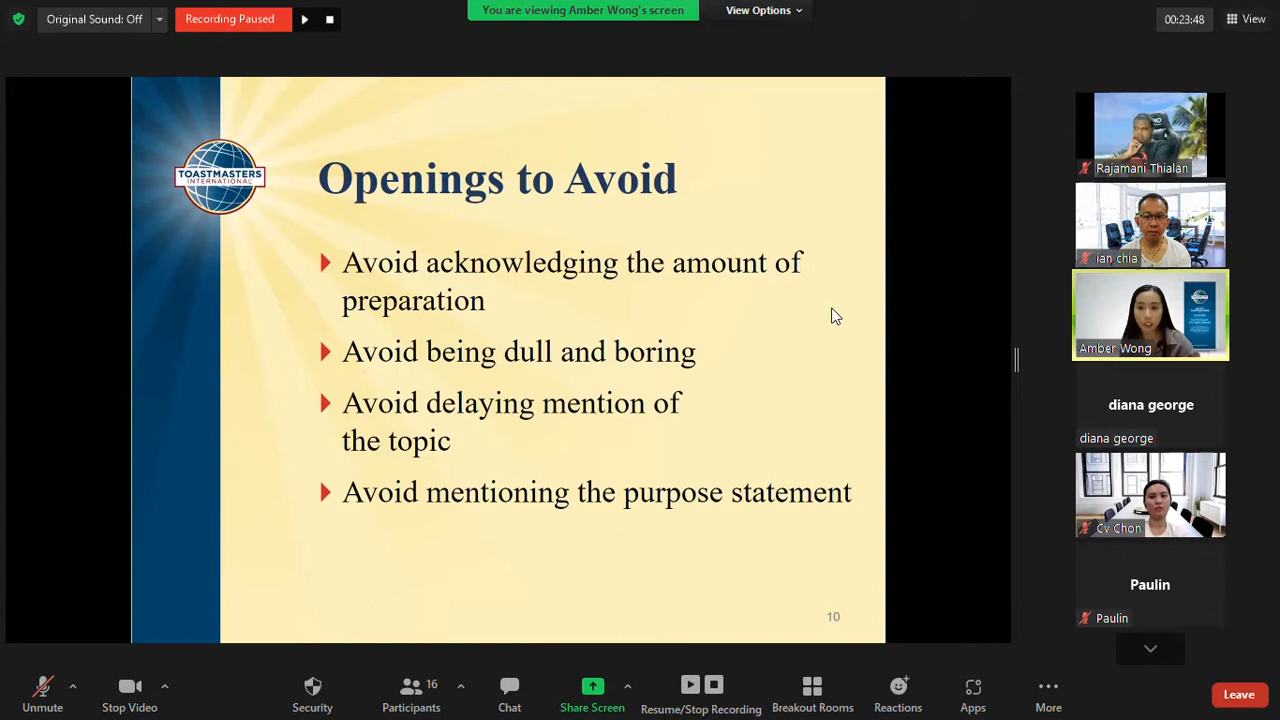 You are viewing Amber Wong's screen
View Options
Original Sound: Off
Recording Paused
00:23:48
View
TOASTMASTERS
INTERNATIONAL
Openings to Avoid
Avoid acknowledging the amount of
preparation
Avoid being dull and boring
Avoid delaying mention of
the topic
Avoid mentioning the purpose statement
10
Rajamani Thialan
ian chia
Amber Wong
diana george
diana george
Cv Chon
Paulin
Paulin
Unmute
Stop Video
Security
16
Participants
Chat
Share Screen
Resume/Stop Recording
Breakout Rooms
Reactions
Apps
More
Leave